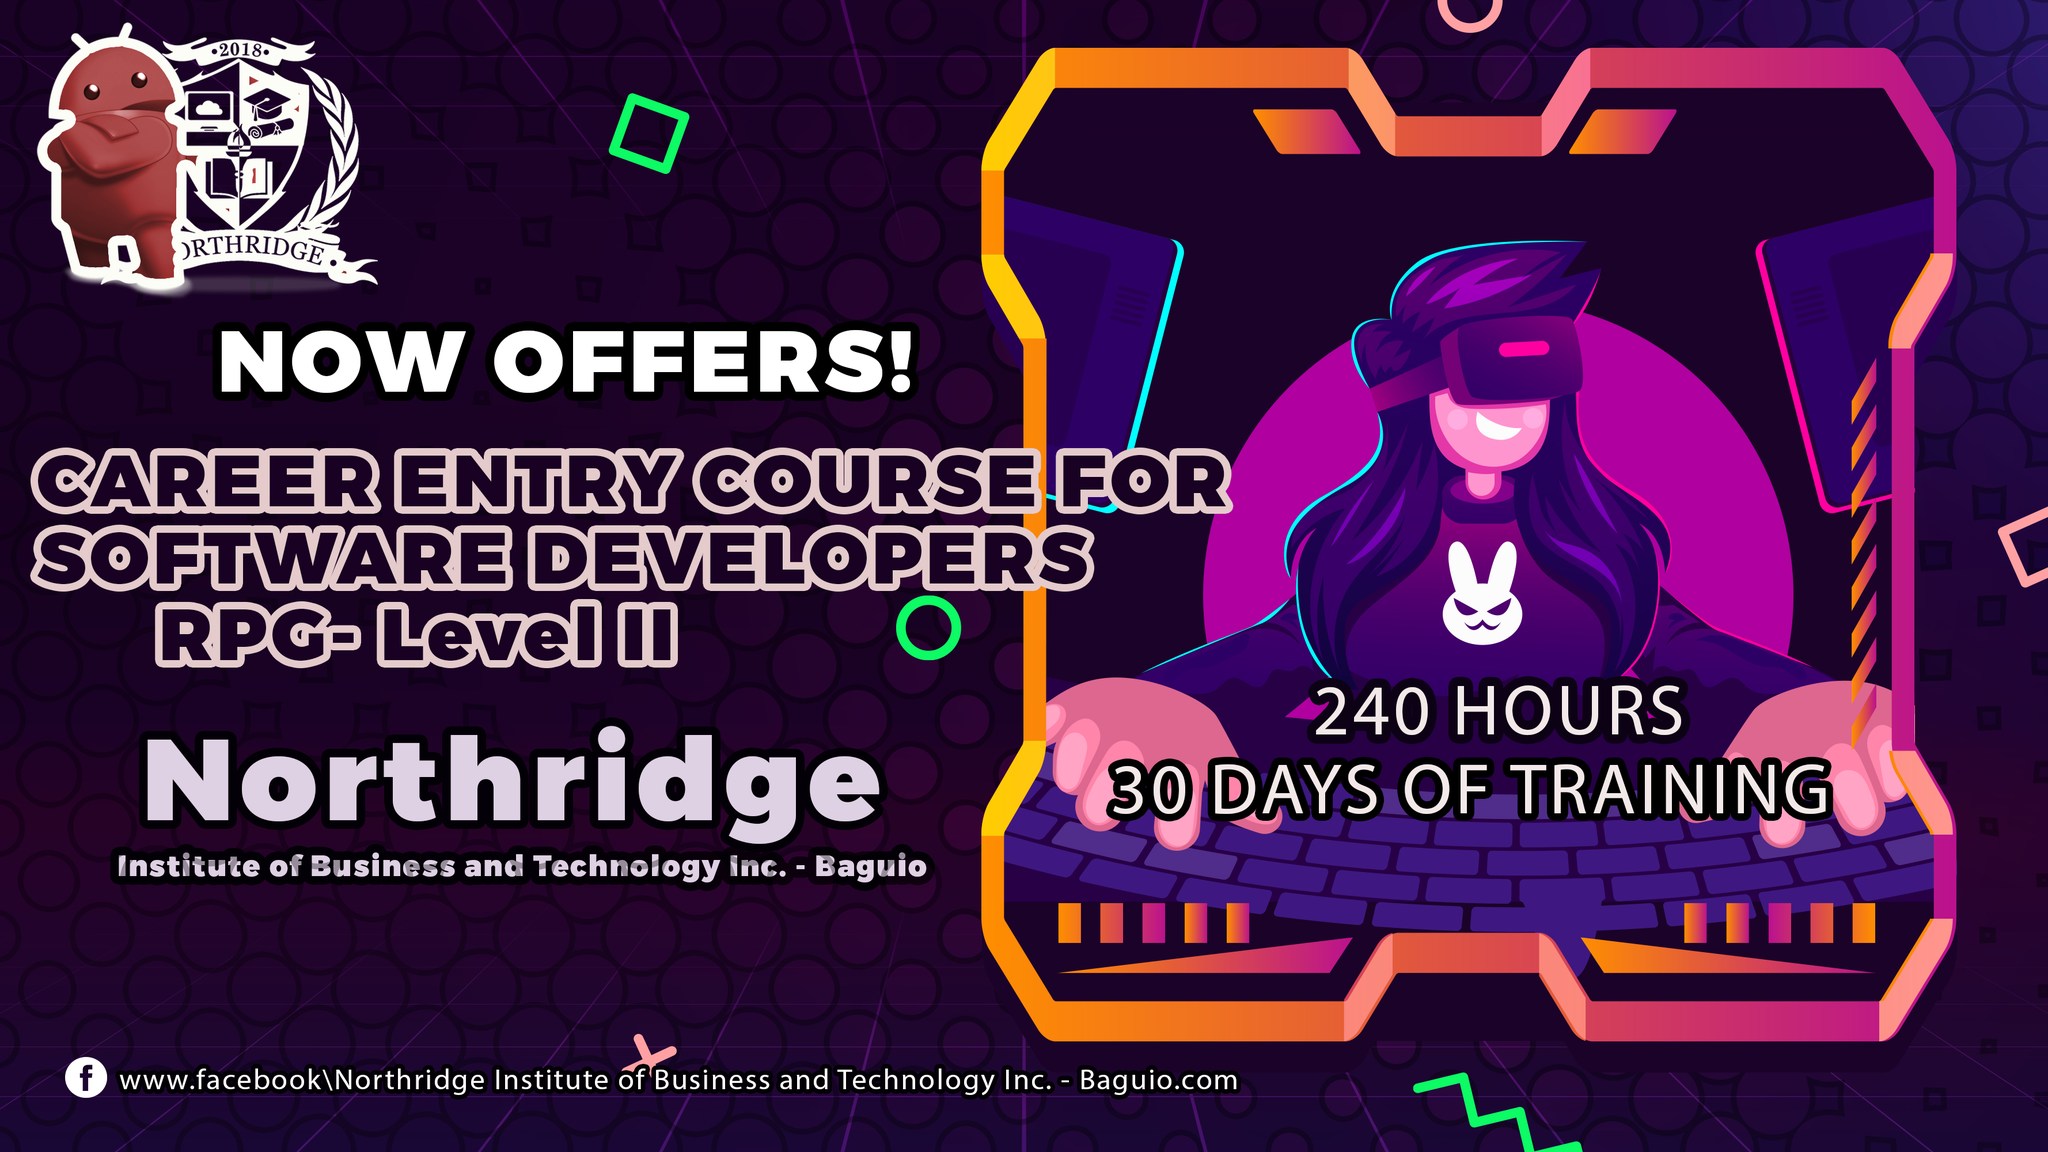 •2018•
ORTHRIDGE •
NOW OFFERS!
CAREER ENTRY COURSE FOR
SOFTWARE DEVELOPERS
RPG- Level II
Northridge
Institute of Business and Technology Inc. - Baguio
240 HOURS
30 DAYS OF TRAINING
f www.facebook\Northridge Institute of Business and Technology Inc. - Baguio.com